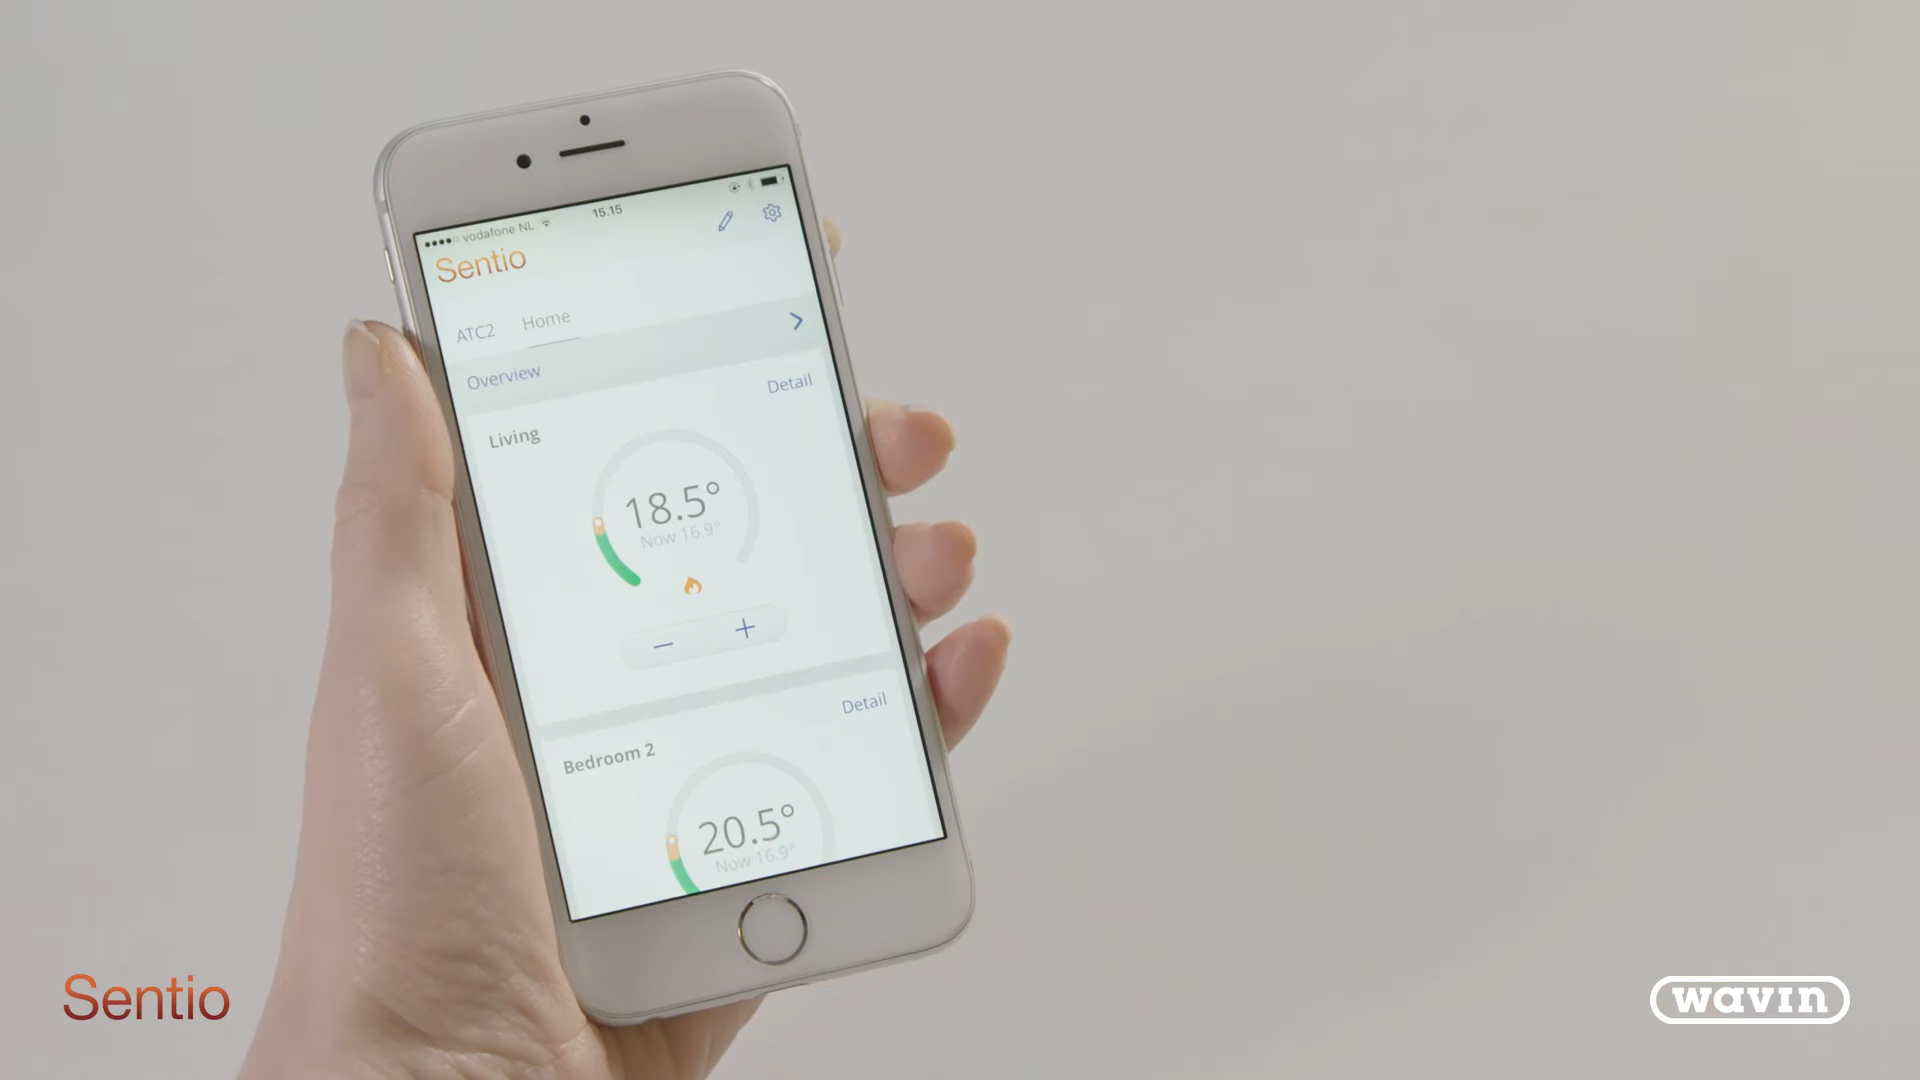 vodafone NL 15.15
Sentio
ATC2 Home
Overview
Detail
Living
18.5°
Now 16.9°
− +
Detail
Bedroom 2
20.5°
Now 16.9°
Sentio
wavin